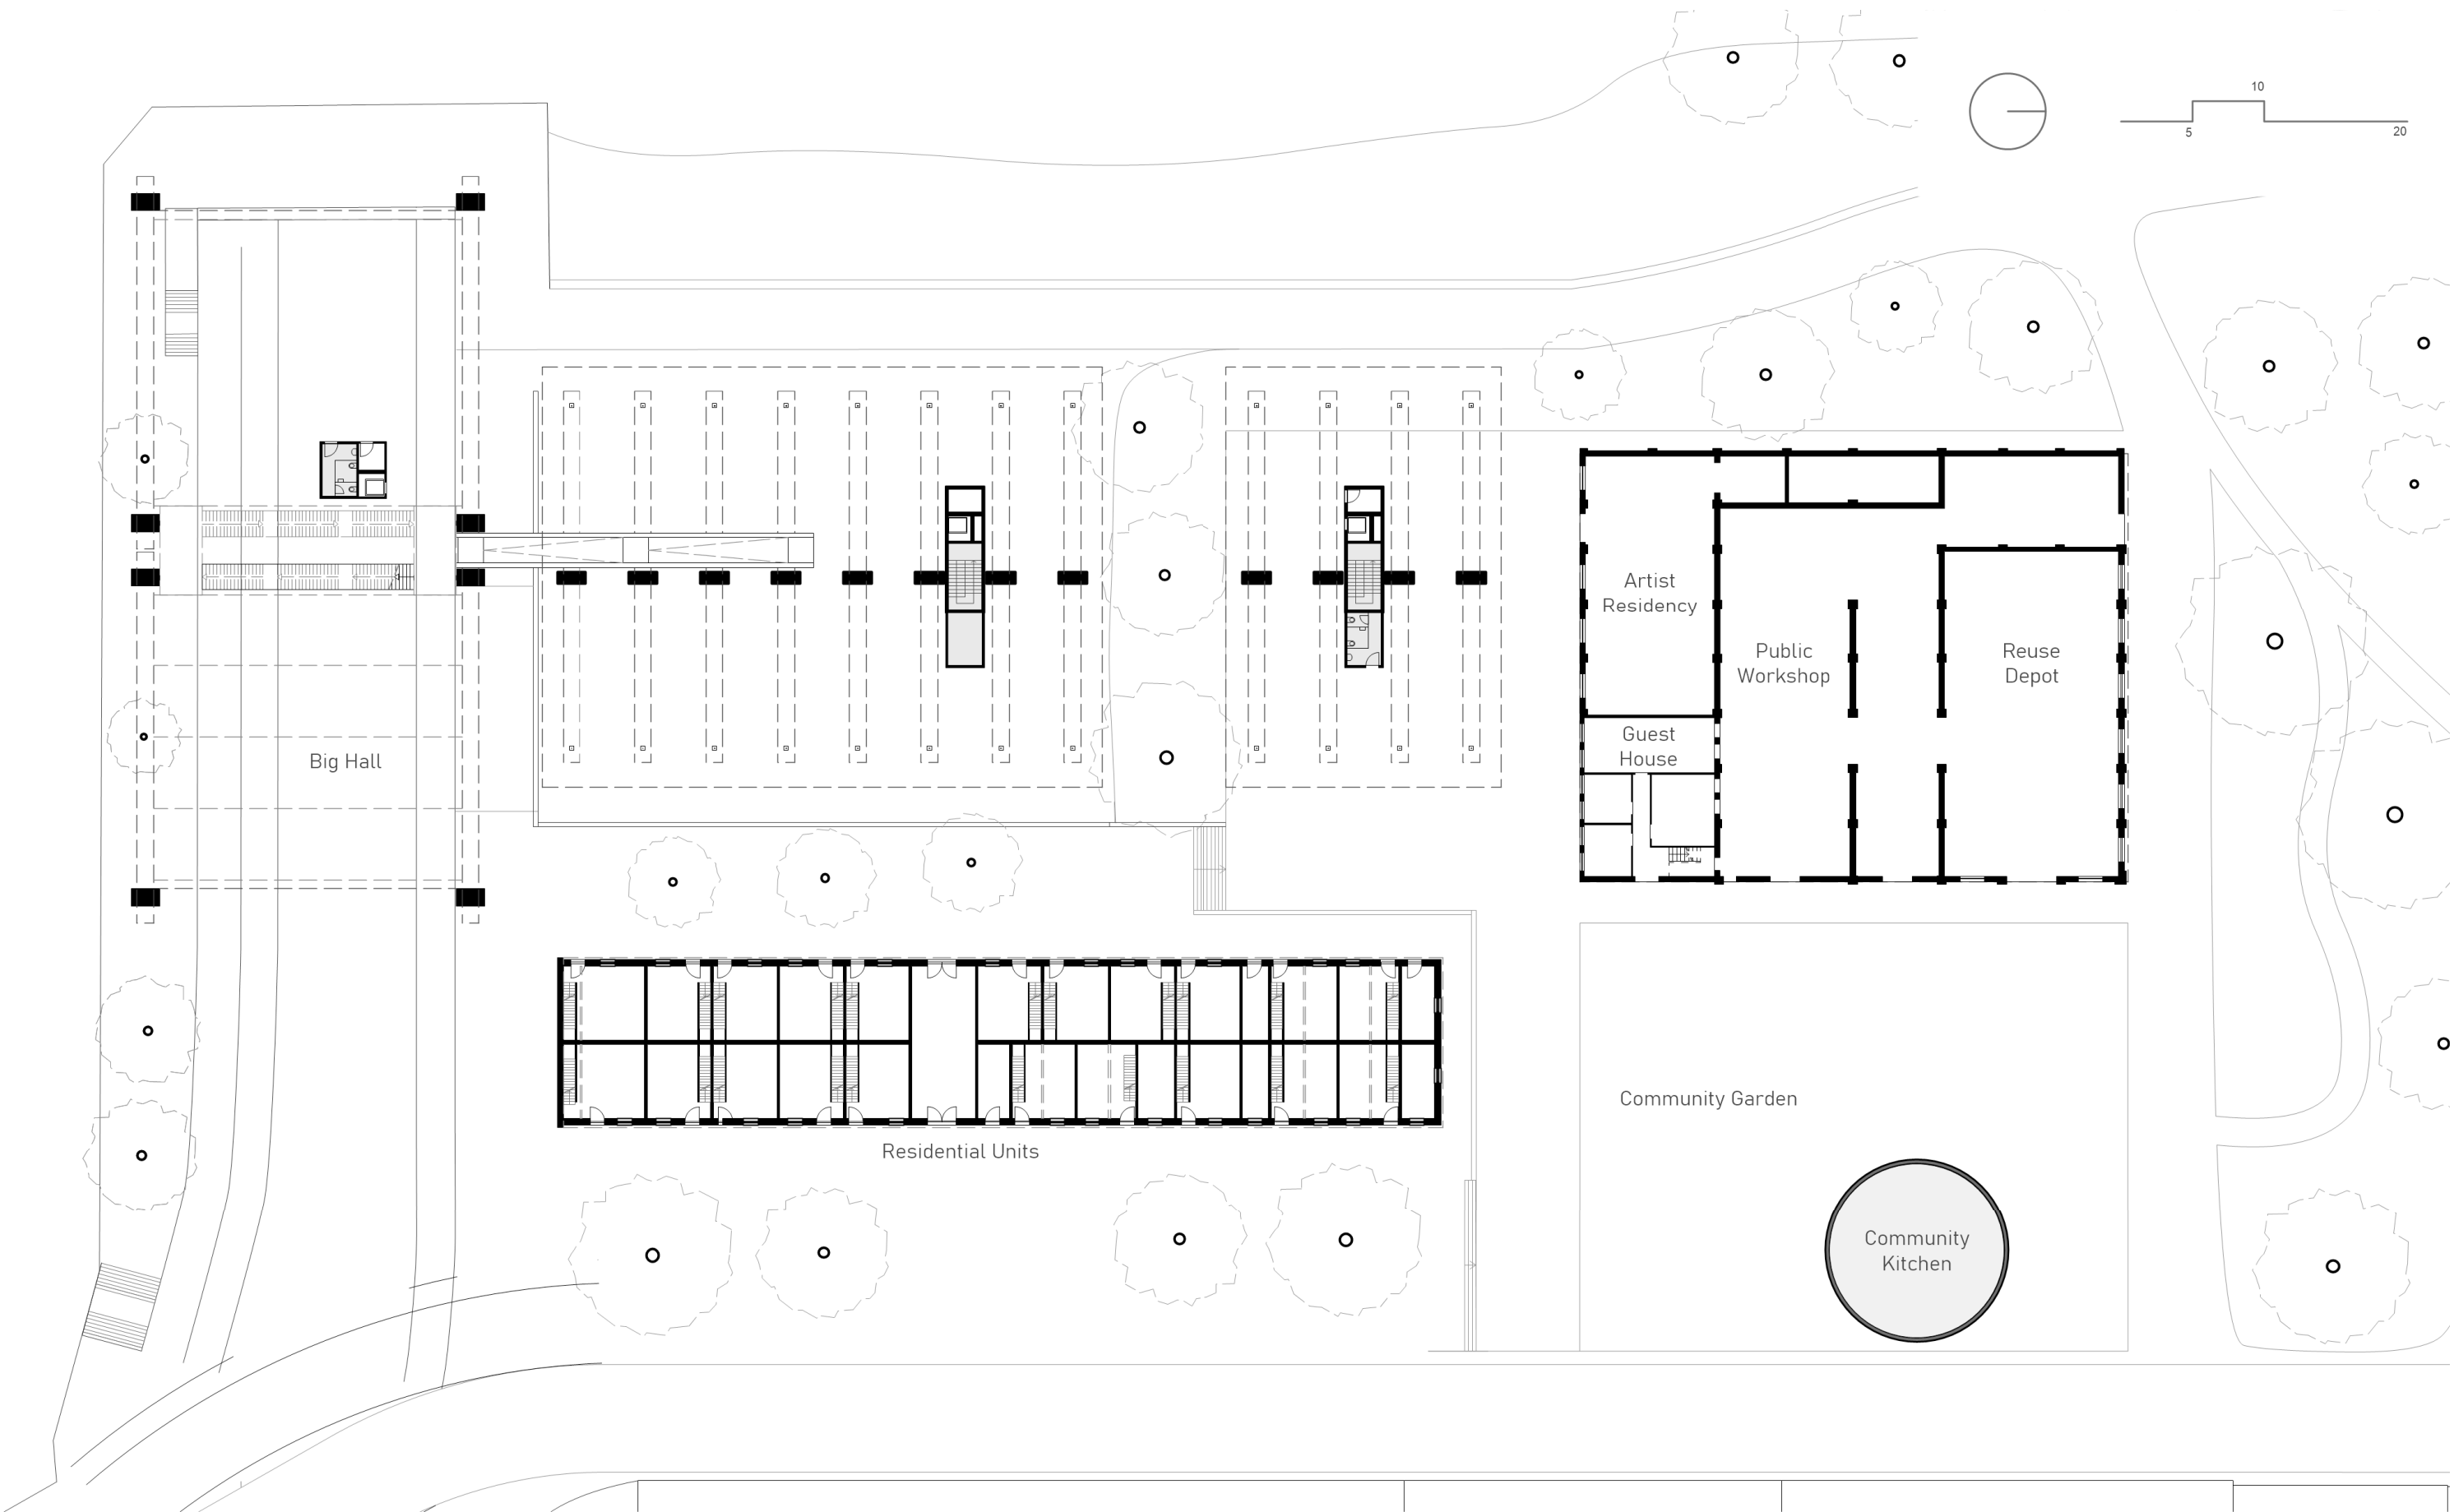 10
5
20
Artist
Residency
Public
Workshop
Reuse
Depot
Guest
House
Big Hall
Community Garden
Residential Units
Community
Kitchen